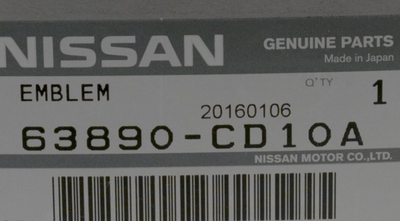 NISSAN
GENUINE PARTS
Made in Japan
Q'TY
EMBLEM
1
20160106
63890-CD10A
NISSAN MOTOR CO.,LTD.